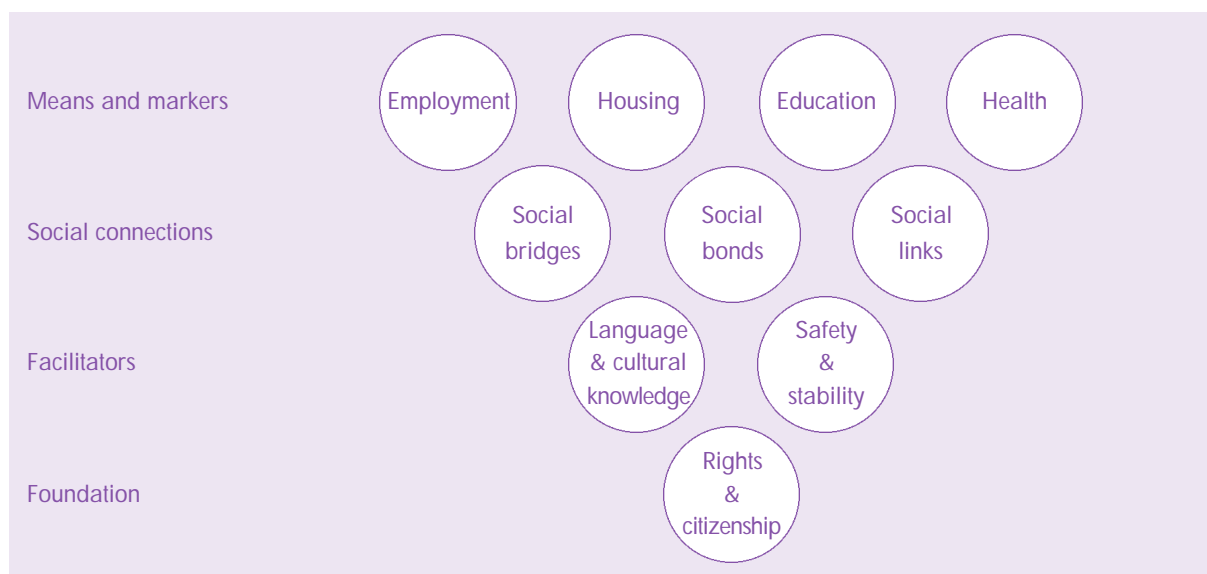 Means and markers
Employment
Housing
Education
Health
Social connections
Social
bridges
Social
bonds
Social
links
Facilitators
Language
& cultural
knowledge
Safety
&
stability
Foundation
Rights
&
citizenship